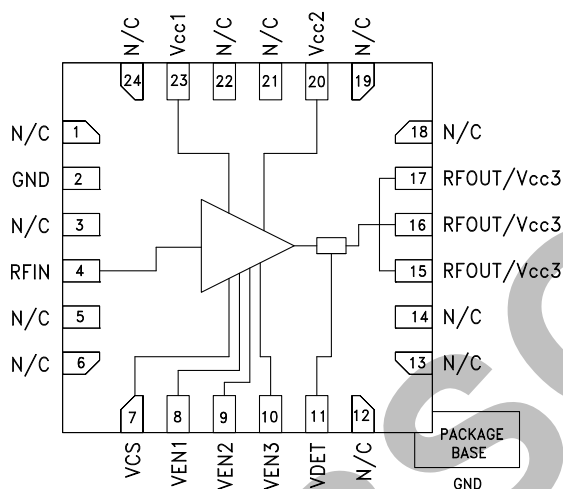 N/C
Vcc1
N/C
N/C
Vcc2
N/C
24
23
22
21
20
19
N/C 1
GND 2
N/C 3
RFIN 4
N/C 5
N/C 6
18 N/C
17 RFOUT/Vcc3
16 RFOUT/Vcc3
15 RFOUT/Vcc3
14 N/C
13 N/C
7
8
9
10
11
12
VCS
VEN1
VEN2
VEN3
VDET
N/C
PACKAGE
BASE
GND